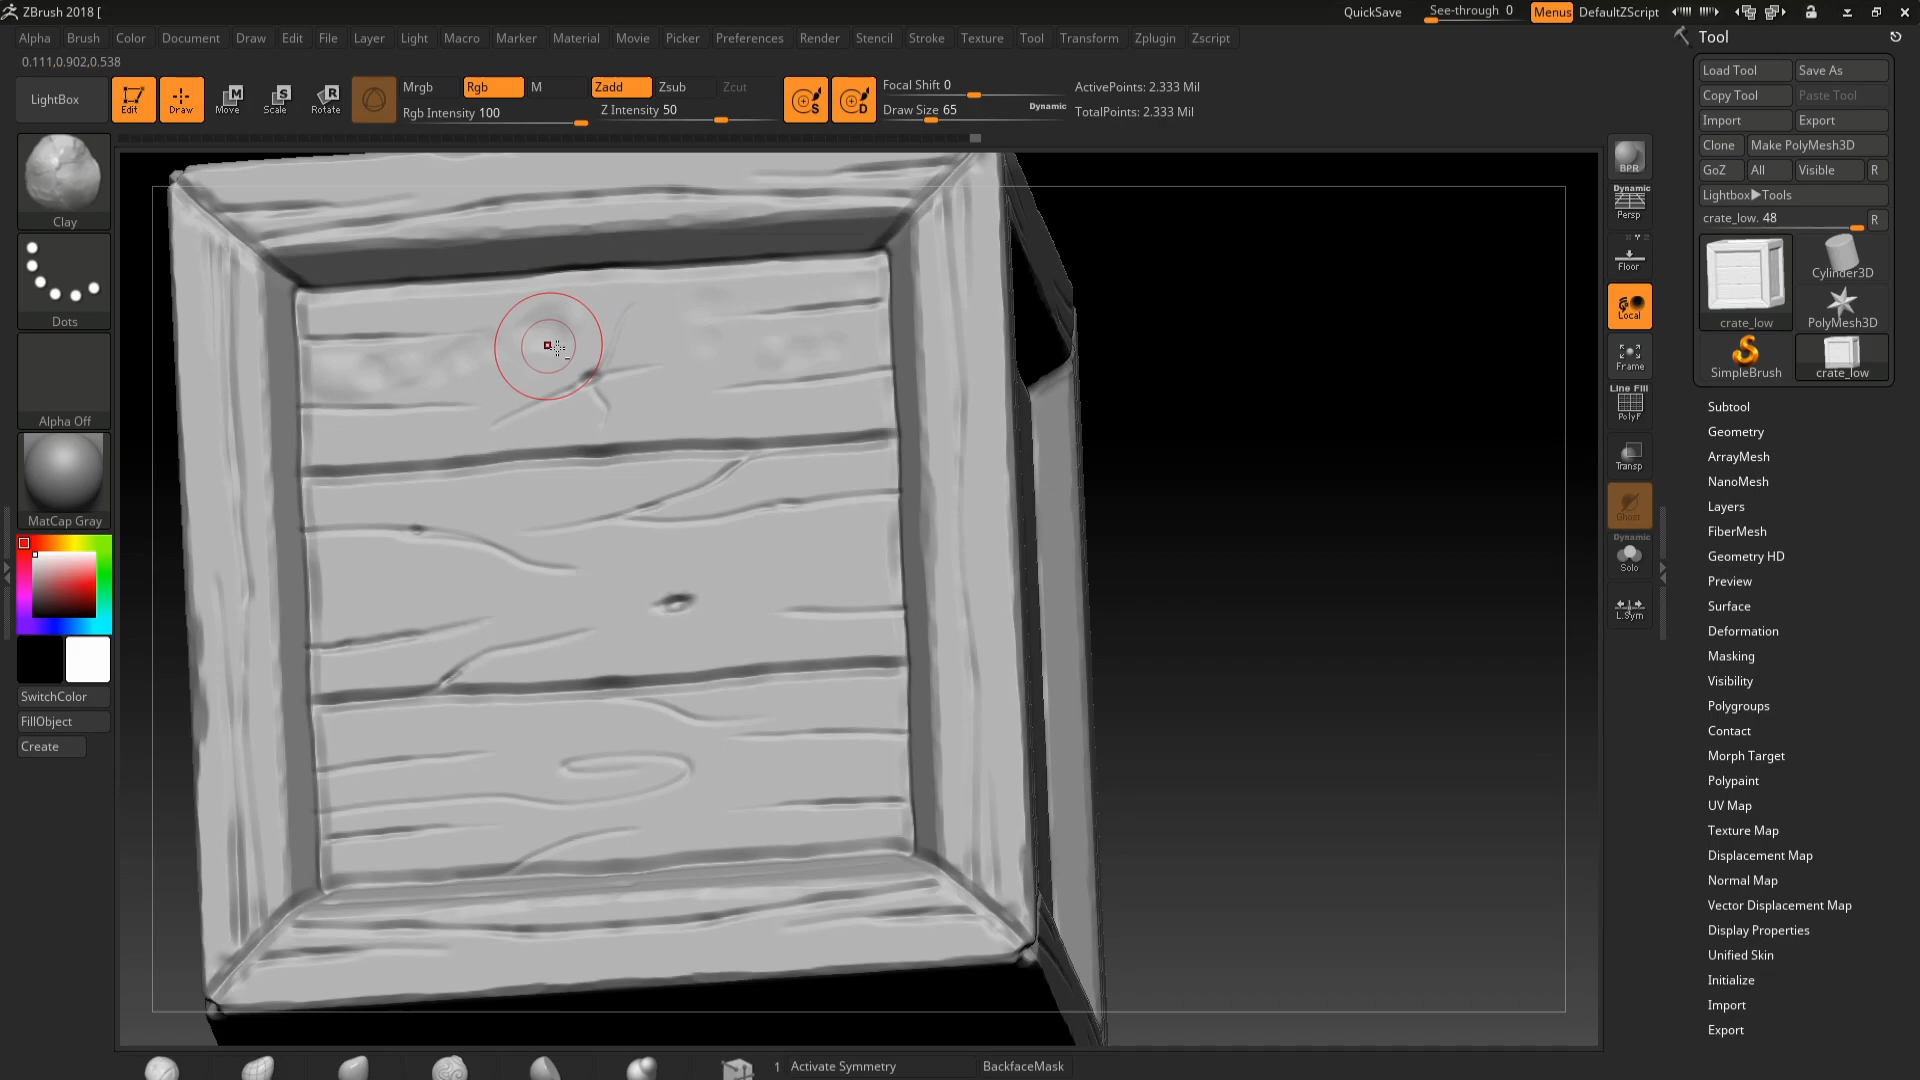 ZBrush 2018 [
QuickSave
See-through 0
Menus
DefaultZScript
Alpha Brush Color Document Draw Edit File Layer Light Macro Marker Material Movie Picker Preferences Render Stencil Stroke Texture Tool Transform Zplugin Zscript
0.111,0.902,0.538
LightBox
Edit
Draw
Move
Scale
Rotate
Mrgb Rgb M
Rgb Intensity 100
Zadd Zsub Zcut
Z Intensity 50
S
D
Focal Shift 0
Draw Size 65
Dynamic
ActivePoints: 2.333 Mil
TotalPoints: 2.333 Mil
Clay
Dots
Alpha Off
MatCap Gray
SwitchColor
FillObject
Create
BPR
Dynamic
Persp
Floor
Local
Frame
Line Fill
PolyF
Transp
Ghost
Dynamic
Solo
L.Sym
Tool
Load Tool Save As
Copy Tool Paste Tool
Import Export
Clone Make PolyMesh3D
GoZ All Visible R
Lightbox▶Tools
crate_low. 48 R
crate_low
Cylinder3D
PolyMesh3D
SimpleBrush
crate_low
Subtool
Geometry
ArrayMesh
NanoMesh
Layers
FiberMesh
Geometry HD
Preview
Surface
Deformation
Masking
Visibility
Polygroups
Contact
Morph Target
Polypaint
UV Map
Texture Map
Displacement Map
Normal Map
Vector Displacement Map
Display Properties
Unified Skin
Initialize
Import
Export
1 Activate Symmetry BackfaceMask